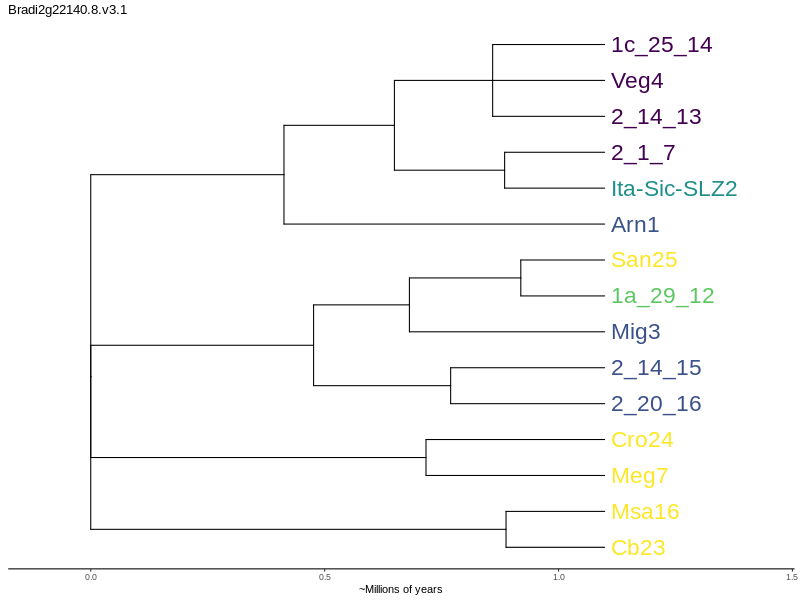 Bradi2g22140.8.v3.1
1c_25_14
Veg4
2_14_13
2_1_7
Ita-Sic-SLZ2
Arn1
San25
1a_29_12
Mig3
2_14_15
2_20_16
Cro24
Meg7
Msa16
Cb23
0.0 0.5 1.0 1.5
~Millions of years